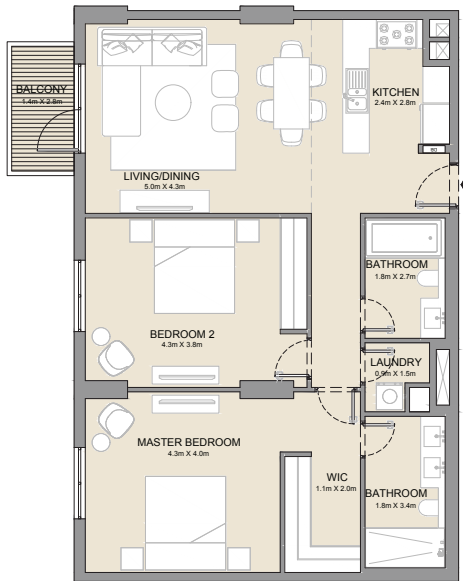 BALCONY
1.4m X 2.8m
KITCHEN
2.4m X 2.8m
LIVING/DINING
5.0m X 4.3m
BATHROOM
1.8m X 2.7m
BEDROOM 2
4.3m X 3.8m
LAUNDRY
0.9m X 1.5m
MASTER BEDROOM
4.3m X 4.0m
WIC
1.1m X 2.0m
BATHROOM
1.8m X 3.4m